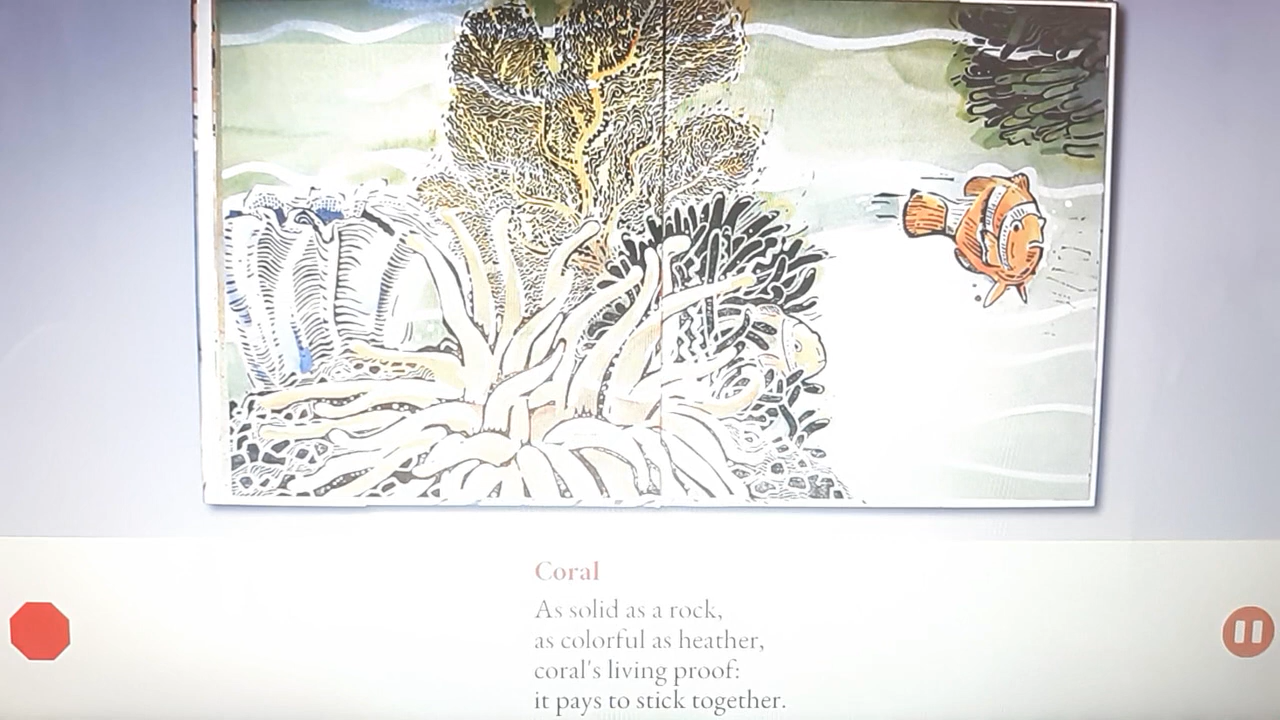 Coral
As solid as a rock,
as colorful as heather,
coral's living proof:
it pays to stick together.